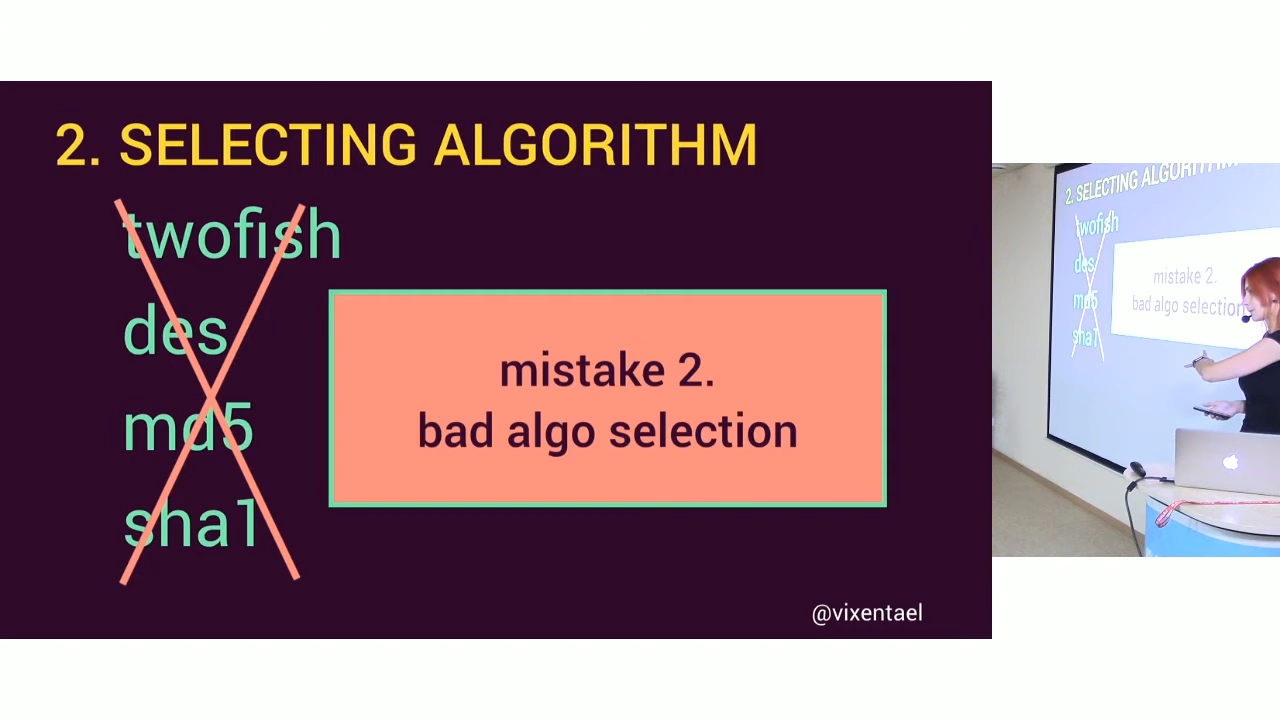 2. SELECTING ALGORITHM
twofish
des
md5
sha1
mistake 2.
bad algo selection
@vixentael
2. SELECTING ALGORITHM
twofish
des
md5
sha1
mistake 2.
bad algo selection